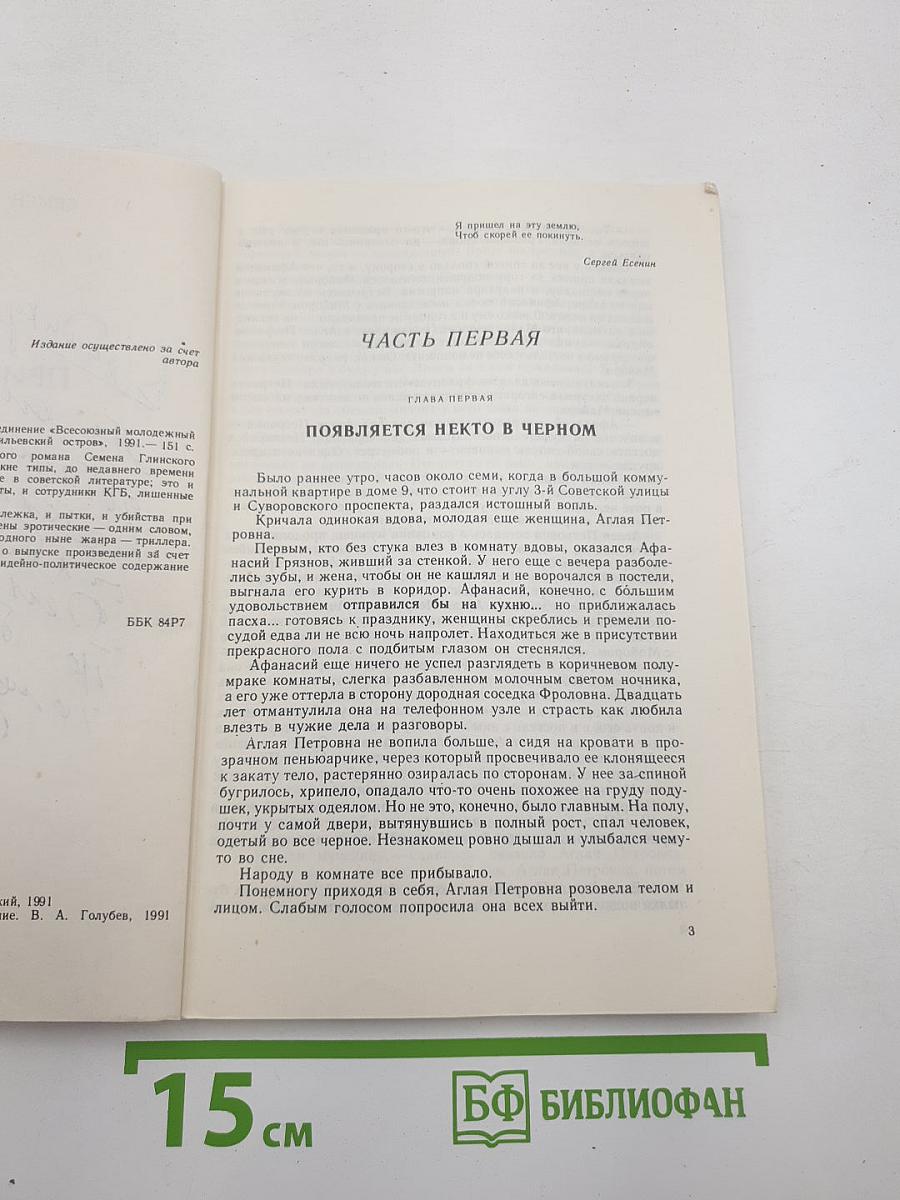 Издание осуществлено за счет
автора
единение «Всесоюзный молодежный
ильевский остров», 1991.— 151 с.
ого романа Семена Глинского
кие типы, до недавнего времени
е в советской литературе; это и
ты, и сотрудники КГБ, лишенные
лежка, и пытки, и убийства при
ены эротические — одним словом,
одного ныне жанра — триллера.
о выпуске произведений за счет
идейно-политическое содержание
ББК 84Р7
кий, 1991
ние. В. А. Голубев, 1991
Я пришел на эту землю,
Чтоб скорей ее покинуть.
Сергей Есенин
ЧАСТЬ ПЕРВАЯ
ГЛАВА ПЕРВАЯ
ПОЯВЛЯЕТСЯ НЕКТО В ЧЕРНОМ
Было раннее утро, часов около семи, когда в большой комму-
нальной квартире в доме 9, что стоит на углу 3-й Советской улицы
и Суворовского проспекта, раздался истошный вопль.
Кричала одинокая вдова, молодая еще женщина, Аглая Пет-
ровна.
Первым, кто без стука влез в комнату вдовы, оказался Афа-
насий Грязнов, живший за стенкой. У него еще с вечера разболе-
лись зубы, и жена, чтобы он не кашлял и не ворочался в постели,
выгнала его курить в коридор. Афанасий, конечно, с бóльшим
удовольствием отправился бы на кухню... но приближалась
пасха... готовясь к празднику, женщины скреблись и гремели по-
судой едва ли не всю ночь напролет. Находиться же в присутствии
прекрасного пола с подбитым глазом он стеснялся.
Афанасий еще ничего не успел разглядеть в коричневом полу-
мраке комнаты, слегка разбавленном молочным светом ночника,
а его уже оттерла в сторону дородная соседка Фроловна. Двадцать
лет отмантулила она на телефонном узле и страсть как любила
влезть в чужие дела и разговоры.
Аглая Петровна не вопила больше, а сидя на кровати в про-
зрачном пеньюарчике, через который просвечивало ее клонящееся
к закату тело, растерянно озиралась по сторонам. У нее за спиной
бугрилось, хрипело, опадало что-то очень похожее на груду поду-
шек, укрытых одеялом. Но не это, конечно, было главным. На полу,
почти у самой двери, вытянувшись в полный рост, спал человек,
одетый во все черное. Незнакомец ровно дышал и улыбался чему-
то во сне.
Народу в комнате все прибывало.
Понемногу приходя в себя, Аглая Петровна розовела телом и
лицом. Слабым голосом попросила она всех выйти.
3
15 см
БФ БИБЛИОФАН